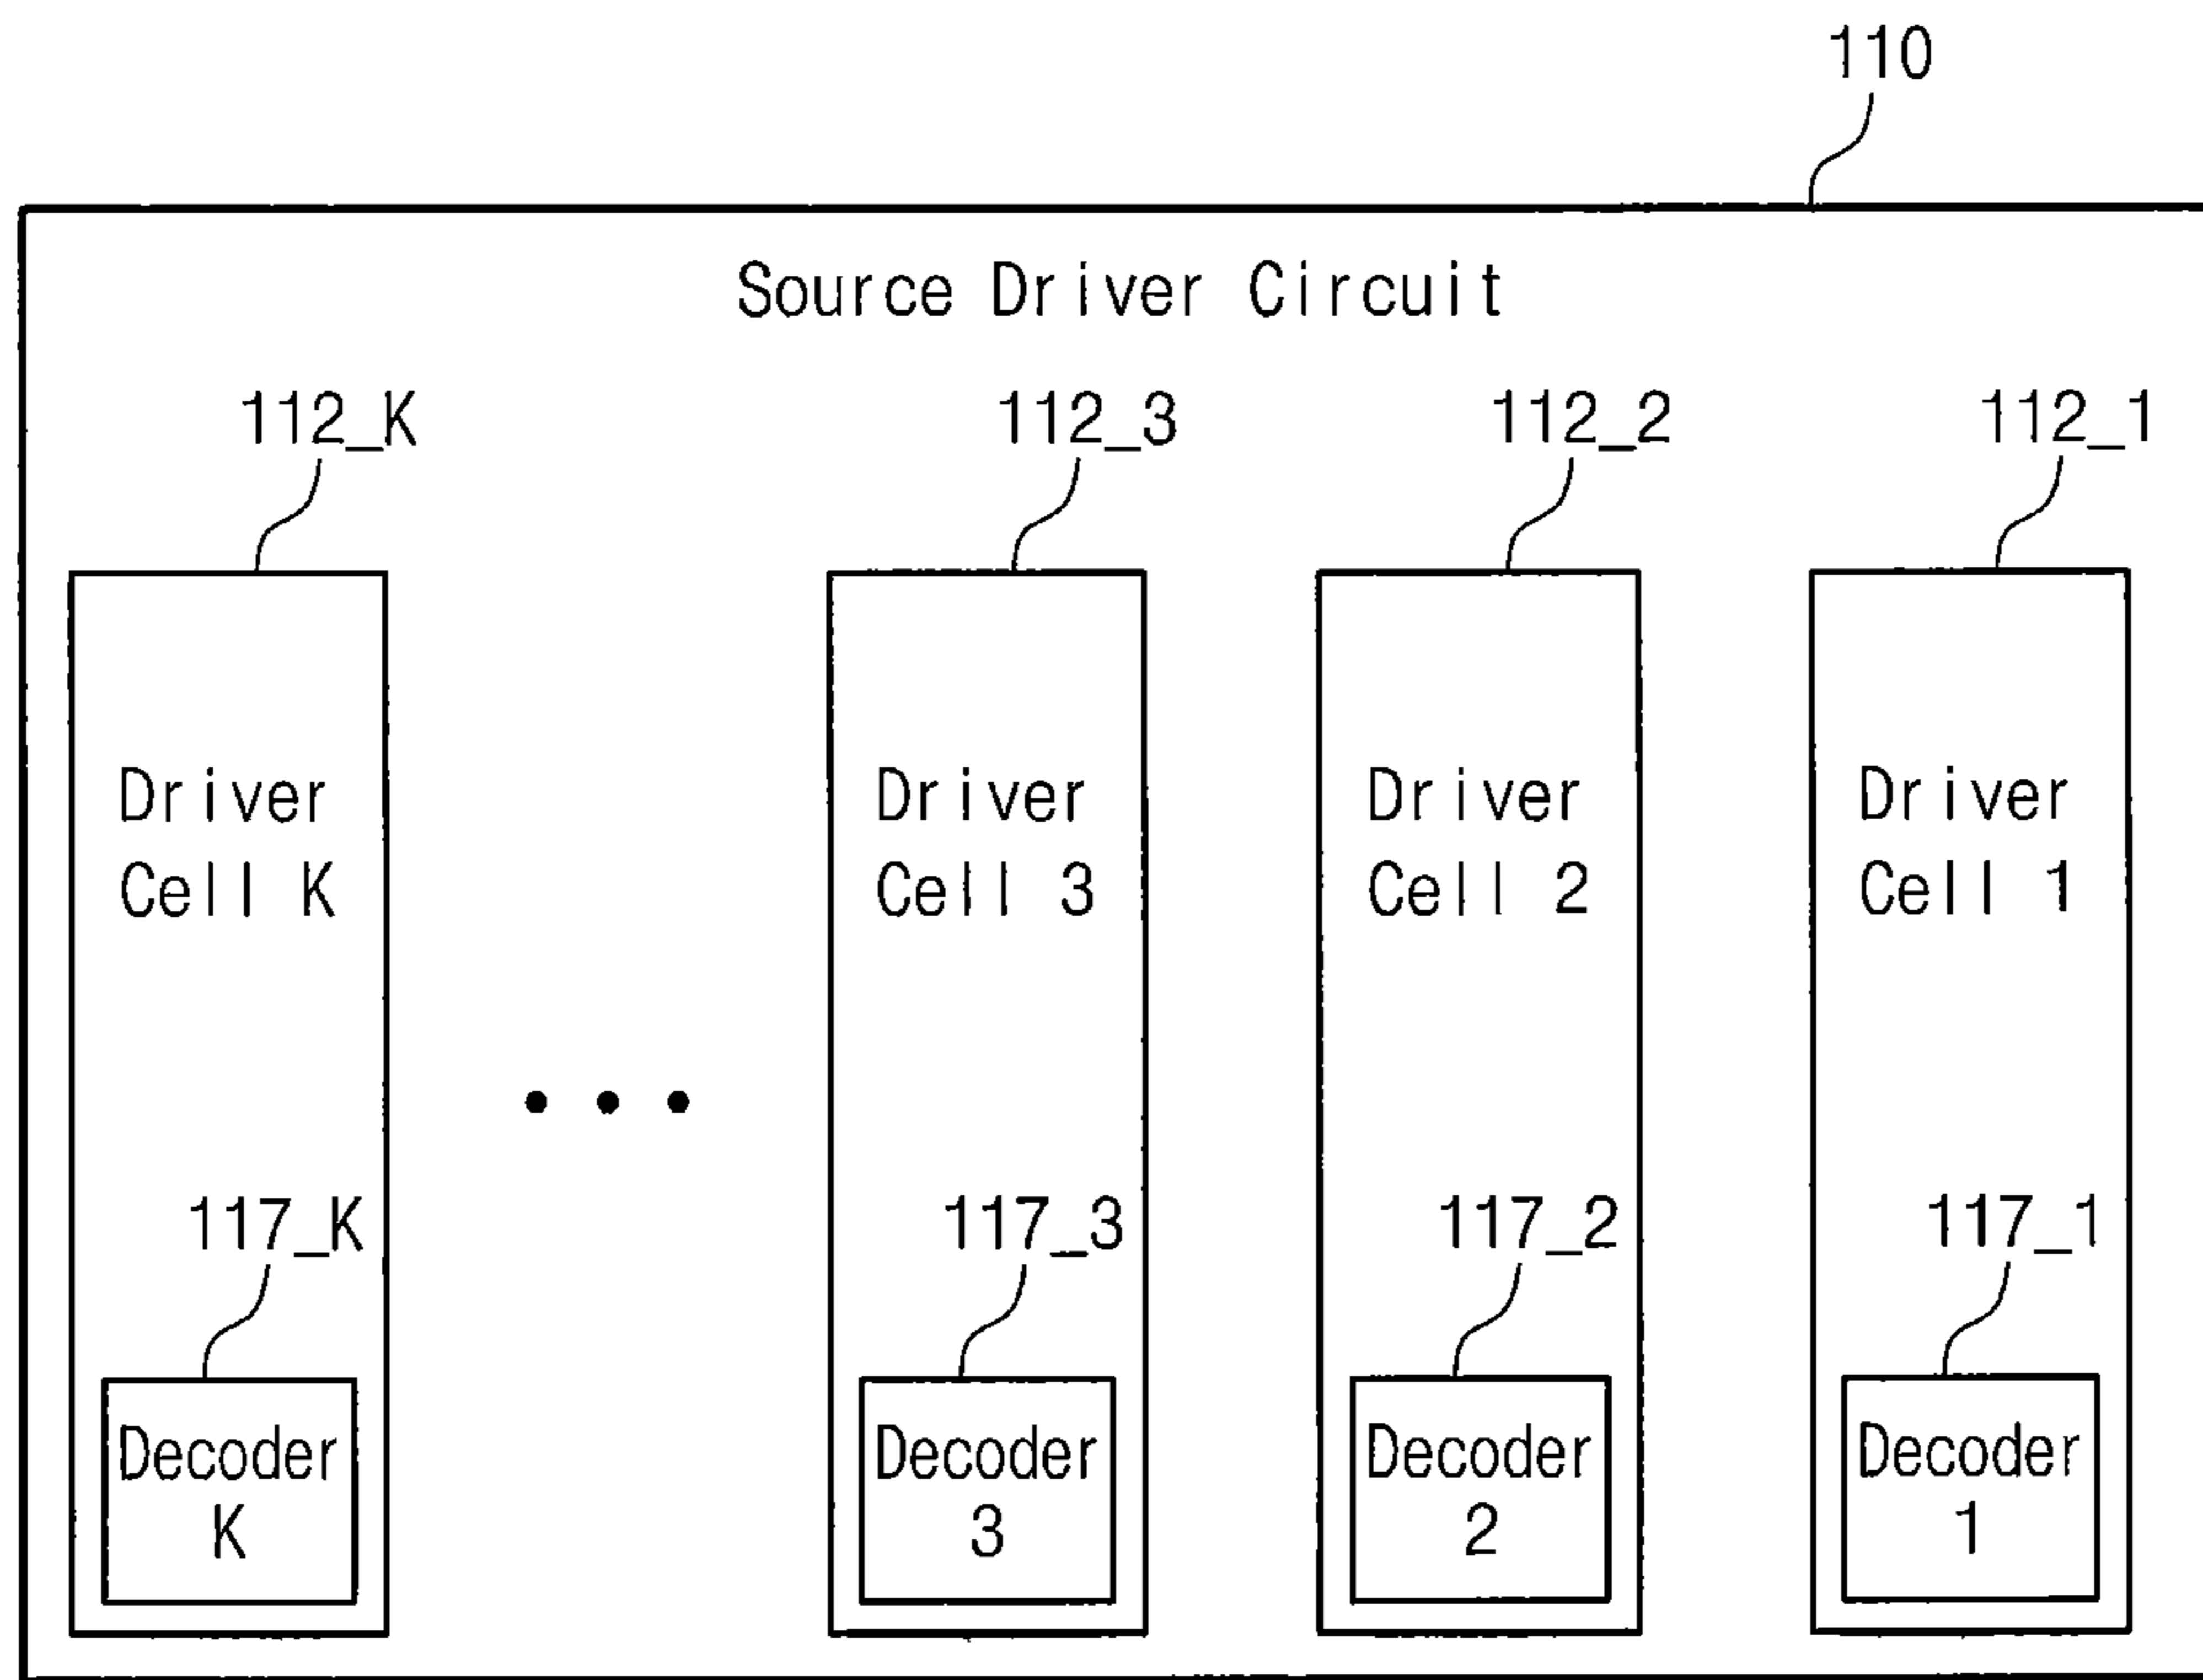 110
Source Driver Circuit
112_K 112_3 112_2 112_1
Driver Driver Driver Driver
Cell K Cell 3 Cell 2 Cell 1
117_K 117_3 117_2 117_1
Decoder Decoder Decoder Decoder
K 3 2 1